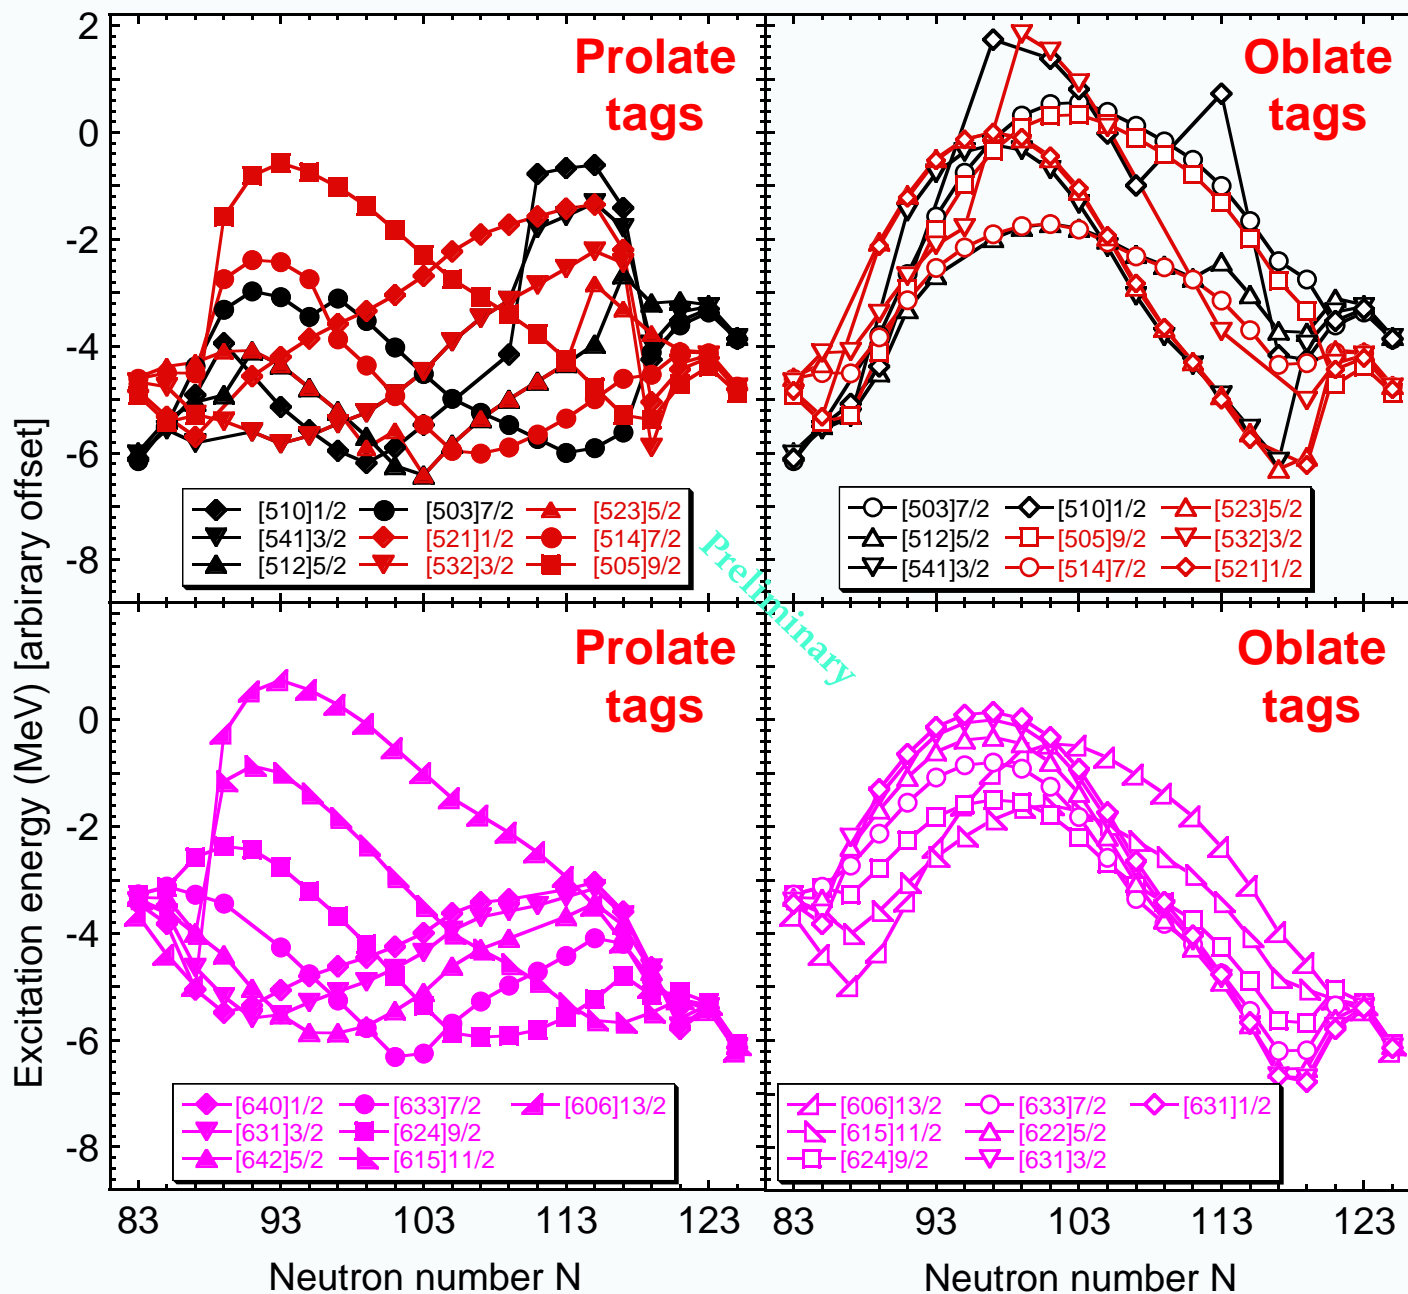 Prolate
tags
Oblate
tags
2
0
-2
-4
-6
-8
[510]1/2 [503]7/2 [523]5/2
[541]3/2 [521]1/2 [514]7/2
[512]5/2 [532]3/2 [505]9/2
[503]7/2 [510]1/2 [523]5/2
[512]5/2 [505]9/2 [532]3/2
[541]3/2 [514]7/2 [521]1/2
Preliminary
Excitation energy (MeV) [arbirary offset]
Prolate
tags
Oblate
tags
0
-2
-4
-6
-8
[640]1/2 [633]7/2 [606]13/2
[631]3/2 [624]9/2
[642]5/2 [615]11/2
[606]13/2 [633]7/2 [631]1/2
[615]11/2 [622]5/2
[624]9/2 [631]3/2
83 93 103 113 123
83 93 103 113 123
Neutron number N
Neutron number N